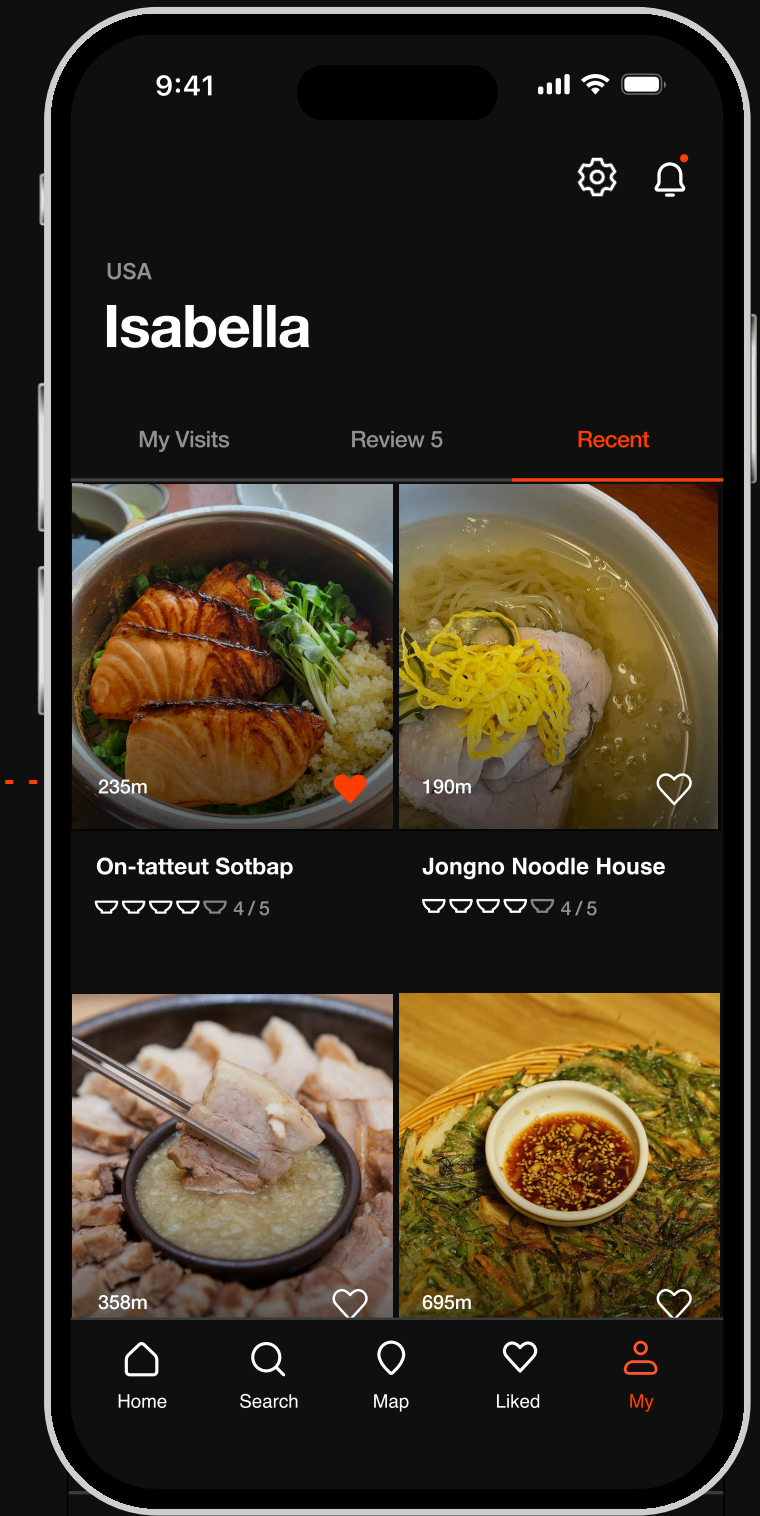 9:41
USA
Isabella
My Visits Review 5 Recent
235m 190m
On-tatteut Sotbap Jongno Noodle House
4 / 5 4 / 5
358m 695m
Home Search Map Liked My